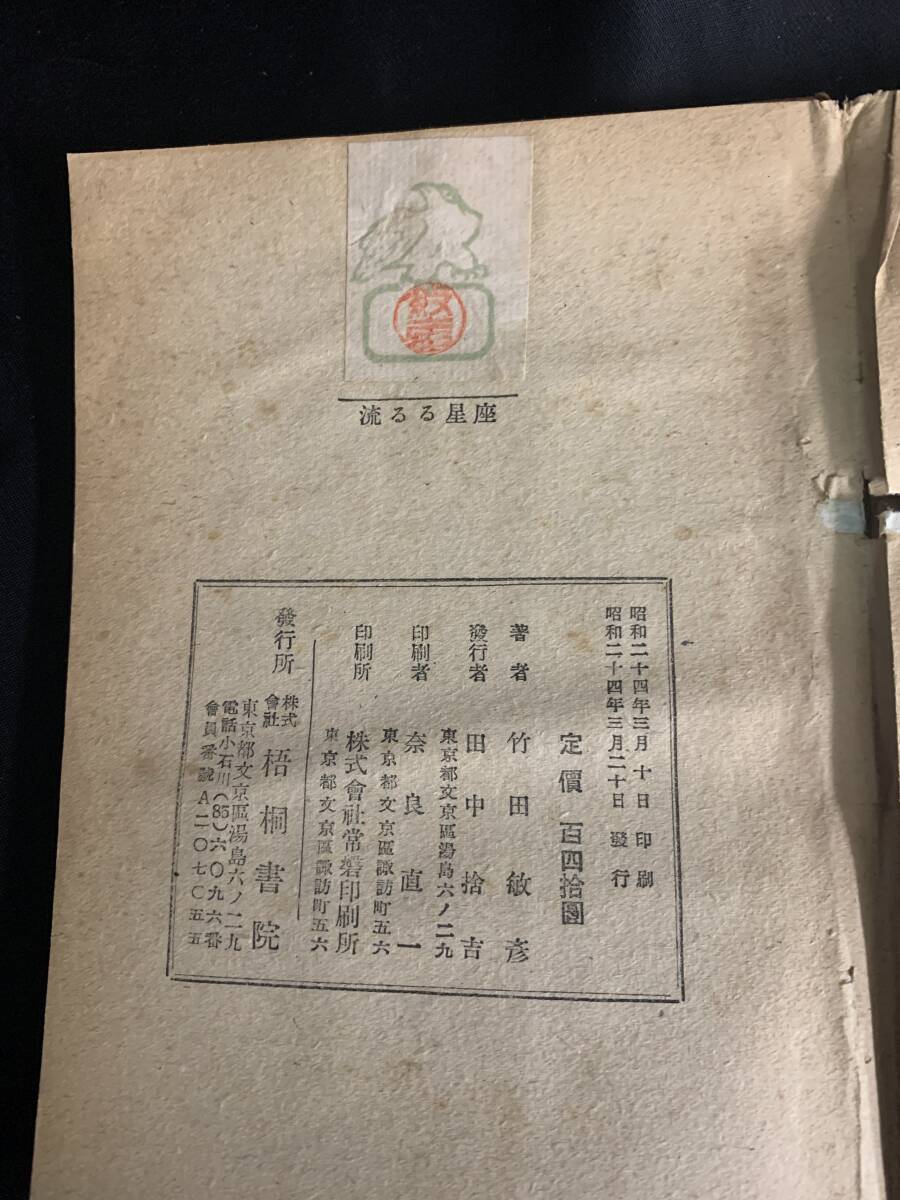 流るる星座
昭和二十四年三月十日 印刷
昭和二十四年三月二十日 發行
定價 百四拾圓
著者 竹田敏彦
發行者 田中捨吉
東京都文京區湯島六ノ二九
印刷者 奈良直一
東京都文京區諏訪町五六
印刷所 株式會社常磐印刷所
東京都文京區諏訪町五六
發行所 株式會社 梧桐書院
東京都文京區湯島六ノ二九
電話小石川(85)六〇九六番
會員番號A二〇七〇五五